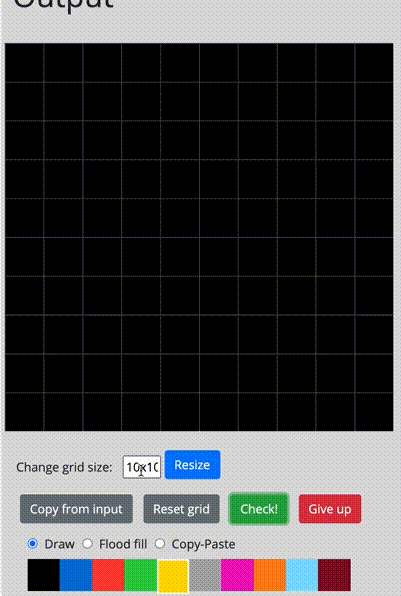 Output
Change grid size: 10x10 Resize
Copy from input Reset grid Check! Give up
Draw Flood fill Copy-Paste